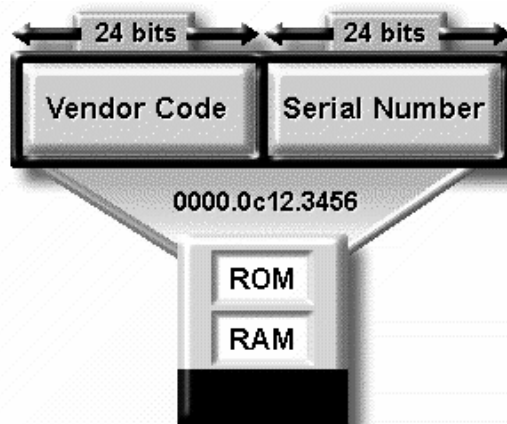 24 bits 24 bits
Vendor Code Serial Number
0000.0c12.3456
ROM
RAM